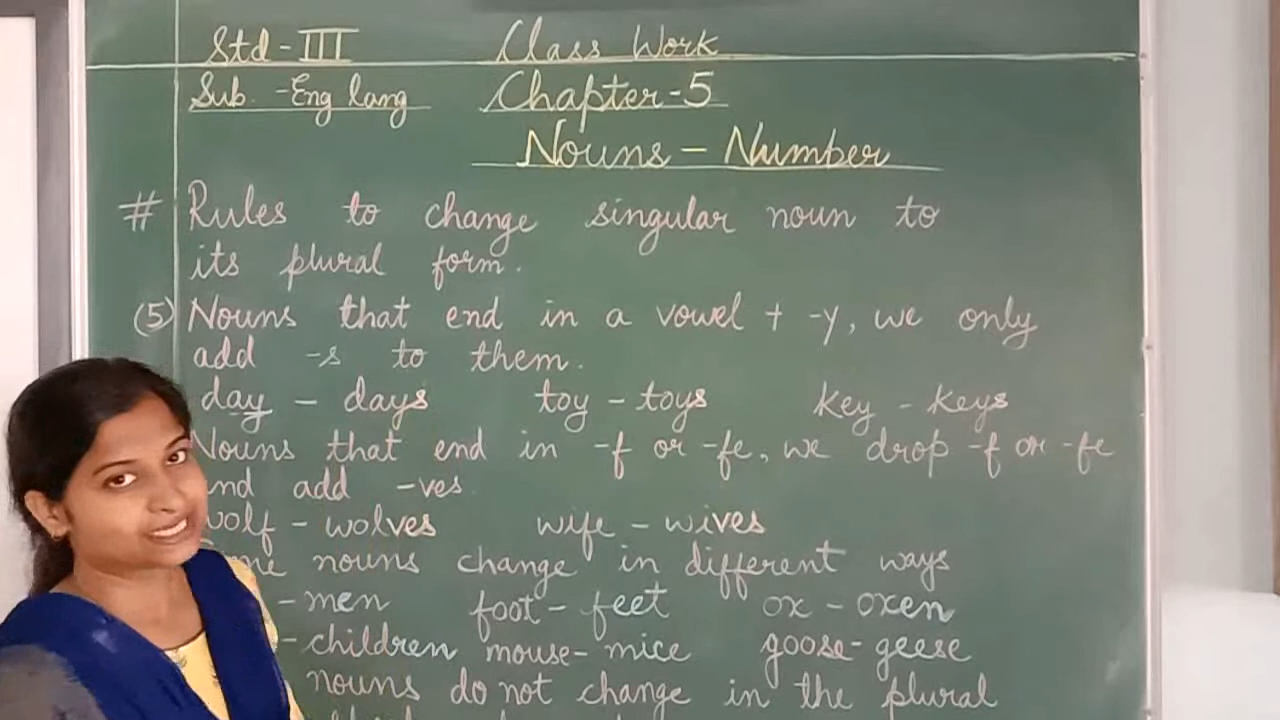 Std-III Class Work
Sub. -Eng lang Chapter-5
Nouns - Number
# Rules to change singular noun to
its plural form.
(5) Nouns that end in a vowel + -y, we only
add -s to them.
day - days toy - toys key - keys
Nouns that end in -f or -fe, we drop -f or -fe
add -ves
wolf - wolves wife - wives
nouns change in different ways
- men foot - feet ox - oxen
- children mouse - mice goose - geese
nouns do not change in the plural